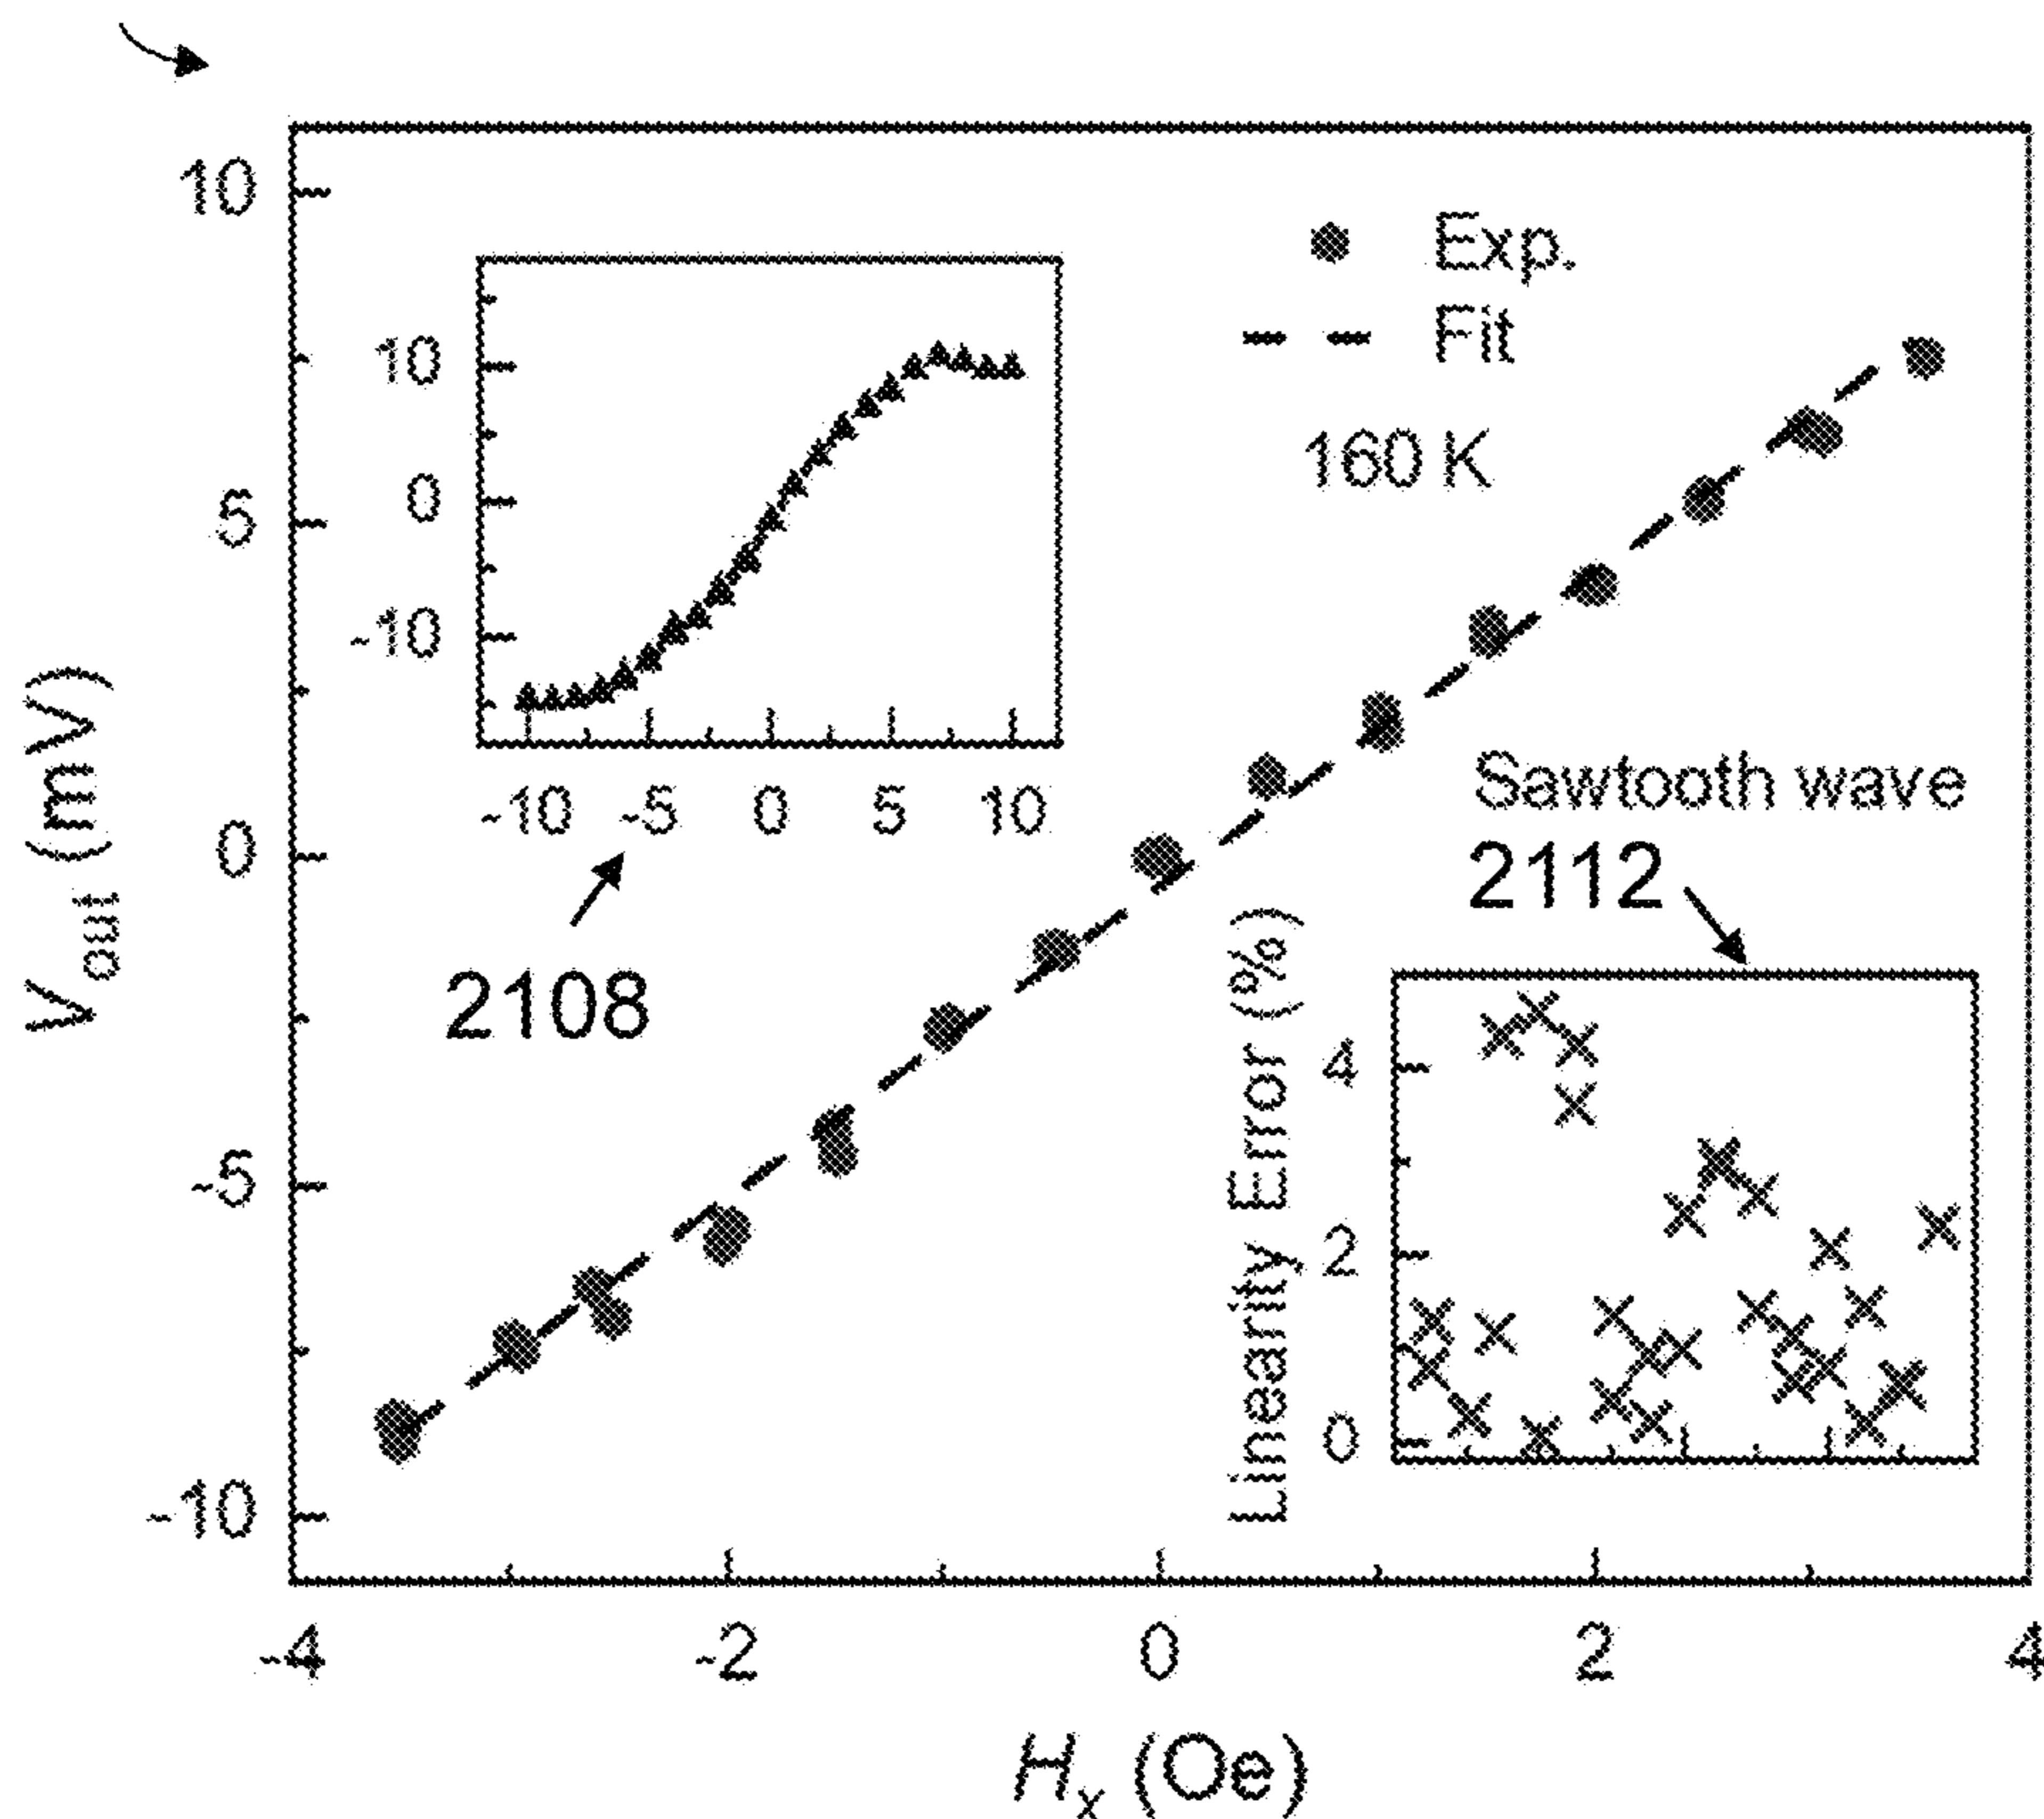 10
5
0
-5
-10
V_out (mV)
10
0
-10
-10 -5 0 5 10
2108
Exp.
Fit
160 K
Sawtooth wave
2112
Linearity Error (%)
4
2
0
-4 -2 0 2 4
H_x (Oe)